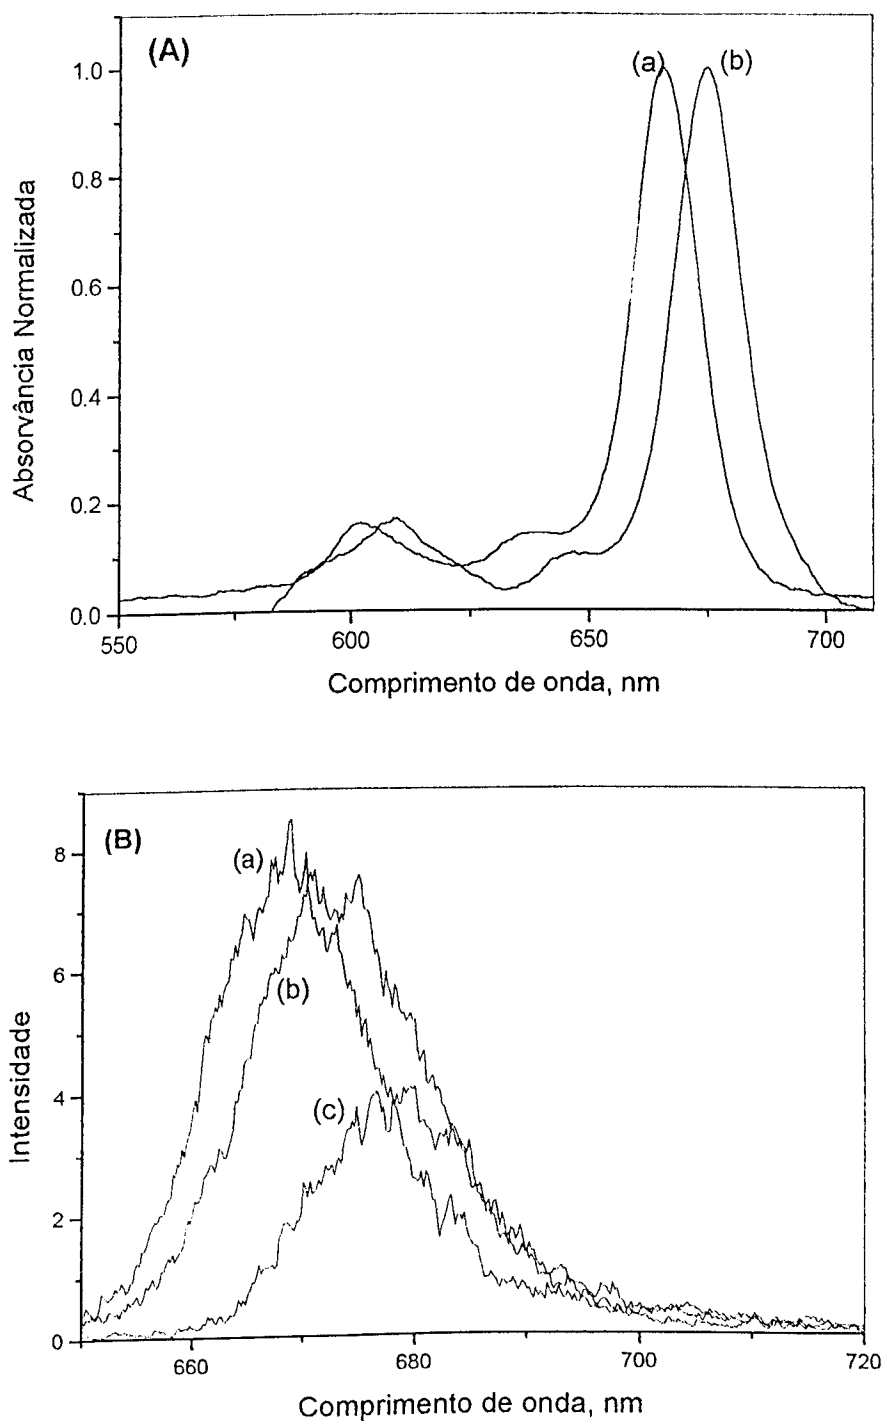 (A)
(a)
(b)
1.0
0.8
0.6
0.4
0.2
0.0
Absorvância Normalizada
550
600
650
700
Comprimento de onda, nm
(B)
(a)
(b)
(c)
8
6
4
2
0
Intensidade
660
680
700
720
Comprimento de onda, nm